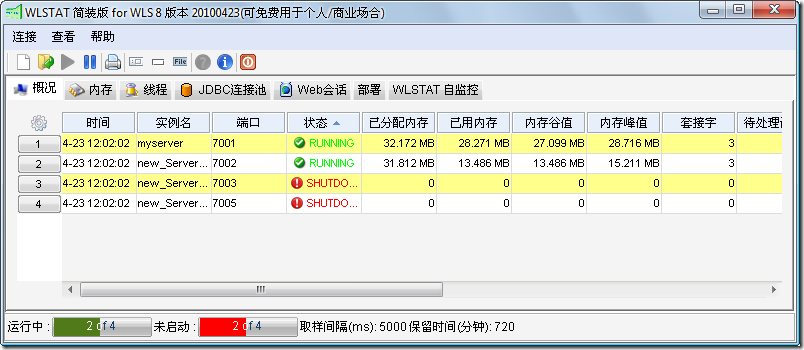 WLSTAT 简装版 for WLS 8 版本 20100423(可免费用于个人/商业场合)
连接 查看 帮助
File
概况 内存 线程 JDBC连接池 Web会话 部署 WLSTAT 自监控
时间 实例名 端口 状态 已分配内存 已用内存 内存谷值 内存峰值 套接字 待处理
1 4-23 12:02:02 myserver 7001 RUNNING 32.172 MB 28.271 MB 27.099 MB 28.716 MB 3
2 4-23 12:02:02 new_Server... 7002 RUNNING 31.812 MB 13.486 MB 13.486 MB 15.211 MB 3
3 4-23 12:02:02 new_Server... 7003 SHUTDO... 0 0 0 0 0
4 4-23 12:02:02 new_Server... 7005 SHUTDO... 0 0 0 0 0
运行中 : 2 of 4 未启动 : 2 of 4 取样间隔(ms): 5000 保留时间(分钟): 720